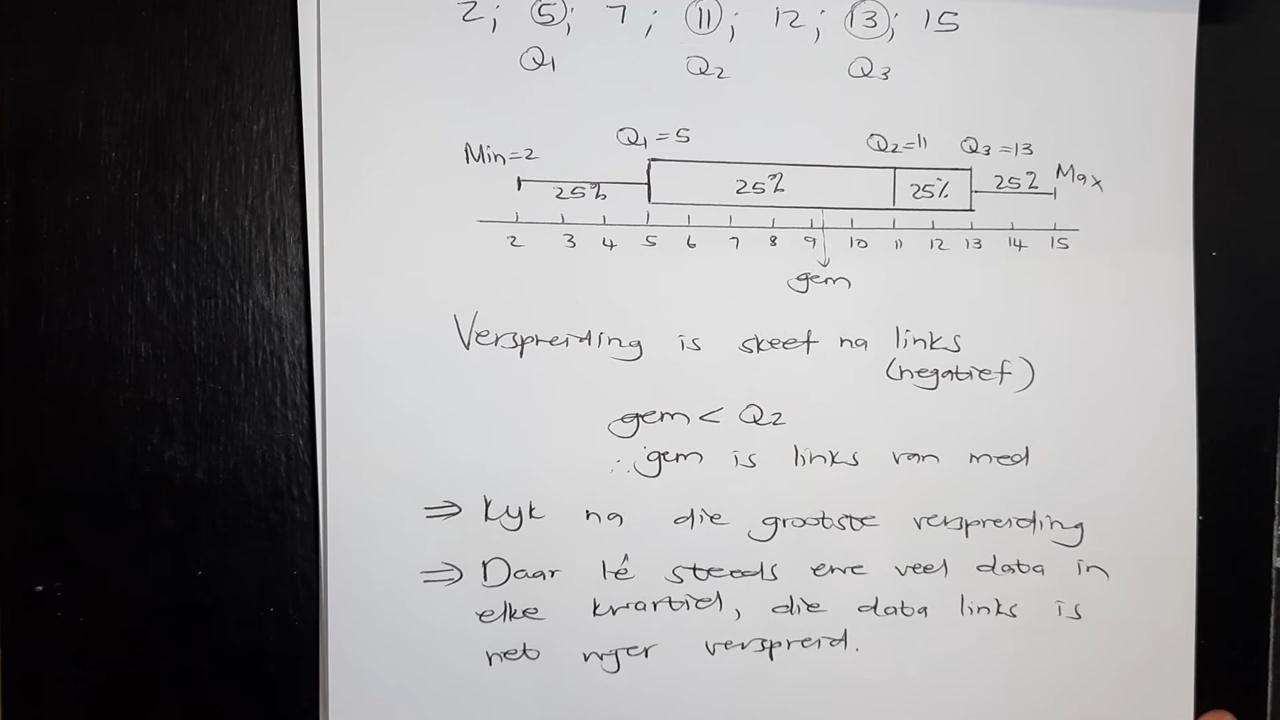 2; 5; 7; 11; 12; 13; 15
Q1 Q2 Q3
Min=2 Q1=5 Q2=11 Q3=13 Max
25% 25% 25% 25%
2 3 4 5 6 7 8 9 10 11 12 13 14 15
gem
Verspreiding is skeef na links
(negatief)
gem < Q2
∴ gem is links van med
⇒ Kyk na die grootste verspreiding
⇒ Daar lê steeds ewe veel data in
elke kwartiel, die data links is
net wyer verspreid.